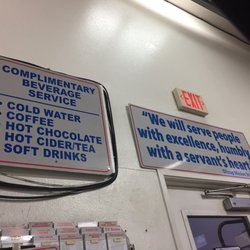 COMPLIMENTARY
BEVERAGE
SERVICE
COLD WATER
COFFEE
HOT CHOCOLATE
HOT CIDER/TEA
SOFT DRINKS
EXIT
"We will serve people
with excellence, humbl
with a servant's heart